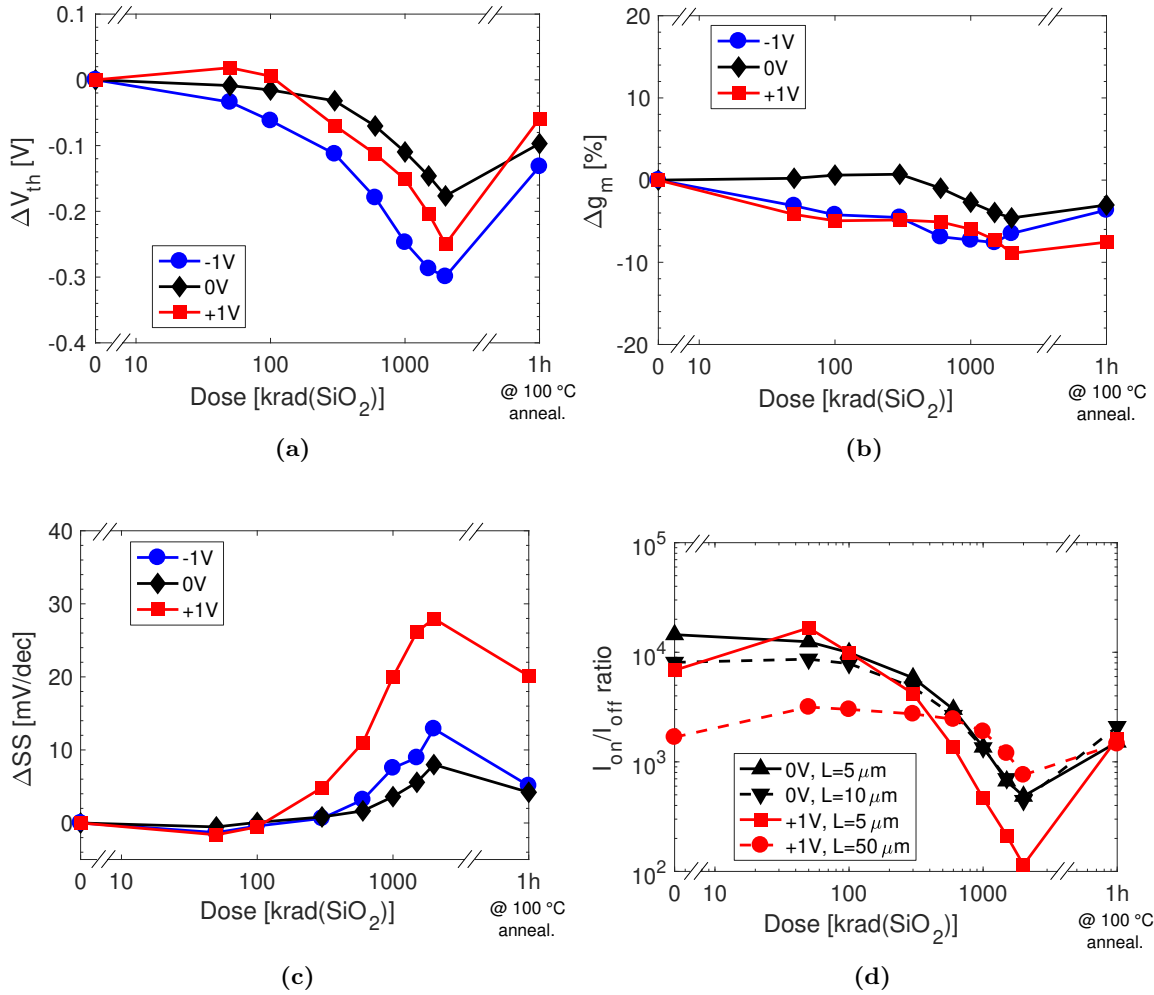 0.1
0
-0.1
-0.2
-0.3
-0.4
ΔV_th [V]
-1V
0V
+1V
0 10 100 1000 1h
Dose [krad(SiO2)]
@ 100 °C
anneal.
(a)
20
10
0
-10
-20
Δg_m [%]
-1V
0V
+1V
0 10 100 1000 1h
Dose [krad(SiO2)]
@ 100 °C
anneal.
(b)
40
30
20
10
0
ΔSS [mV/dec]
-1V
0V
+1V
0 10 100 1000 1h
Dose [krad(SiO2)]
@ 100 °C
anneal.
(c)
10^5
10^4
10^3
10^2
I_on/I_off ratio
0V, L=5 μm
0V, L=10 μm
+1V, L=5 μm
+1V, L=50 μm
0 10 100 1000 1h
Dose [krad(SiO2)]
@ 100 °C
anneal.
(d)